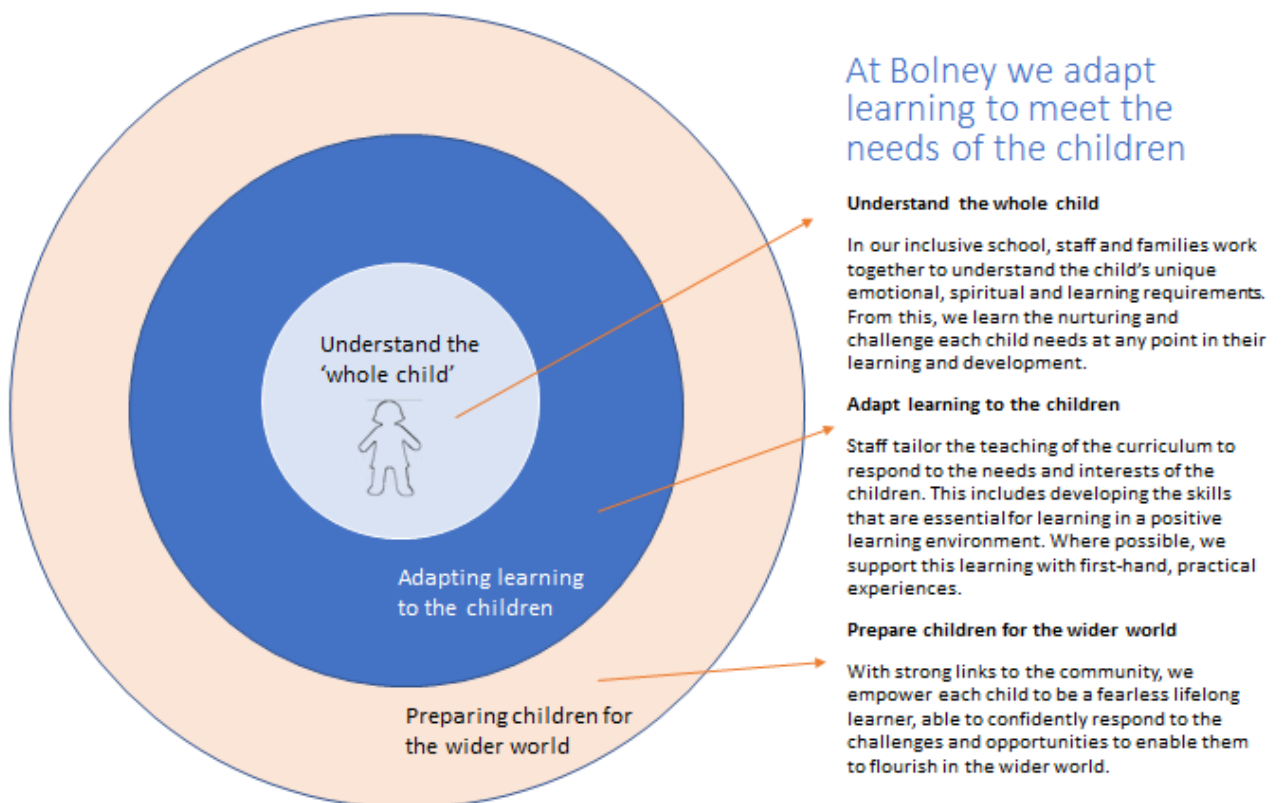 Understand the
‘whole child’
Adapting learning
to the children
Preparing children for
the wider world
At Bolney we adapt
learning to meet the
needs of the children
Understand the whole child
In our inclusive school, staff and families work
together to understand the child’s unique
emotional, spiritual and learning requirements.
From this, we learn the nurturing and
challenge each child needs at any point in their
learning and development.
Adapt learning to the children
Staff tailor the teaching of the curriculum to
respond to the needs and interests of the
children. This includes developing the skills
that are essential for learning in a positive
learning environment. Where possible, we
support this learning with first-hand, practical
experiences.
Prepare children for the wider world
With strong links to the community, we
empower each child to be a fearless lifelong
learner, able to confidently respond to the
challenges and opportunities to enable them
to flourish in the wider world.